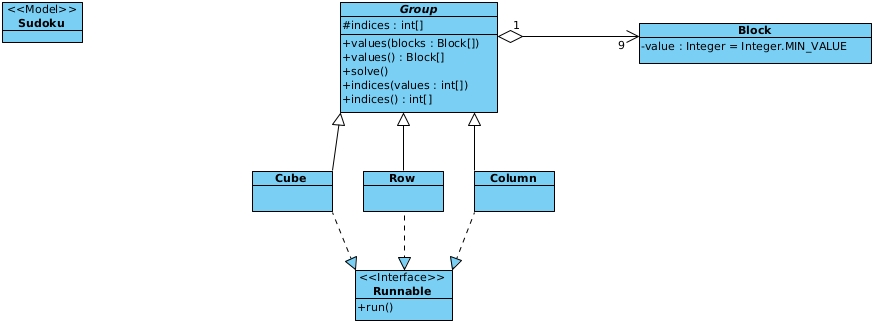 <<Model>>
Sudoku
Group
#indices : int[]
+values(blocks : Block[])
+values() : Block[]
+solve()
+indices(values : int[])
+indices() : int[]
1
9
Block
-value : Integer = Integer.MIN_VALUE
Cube
Row
Column
<<Interface>>
Runnable
+run()